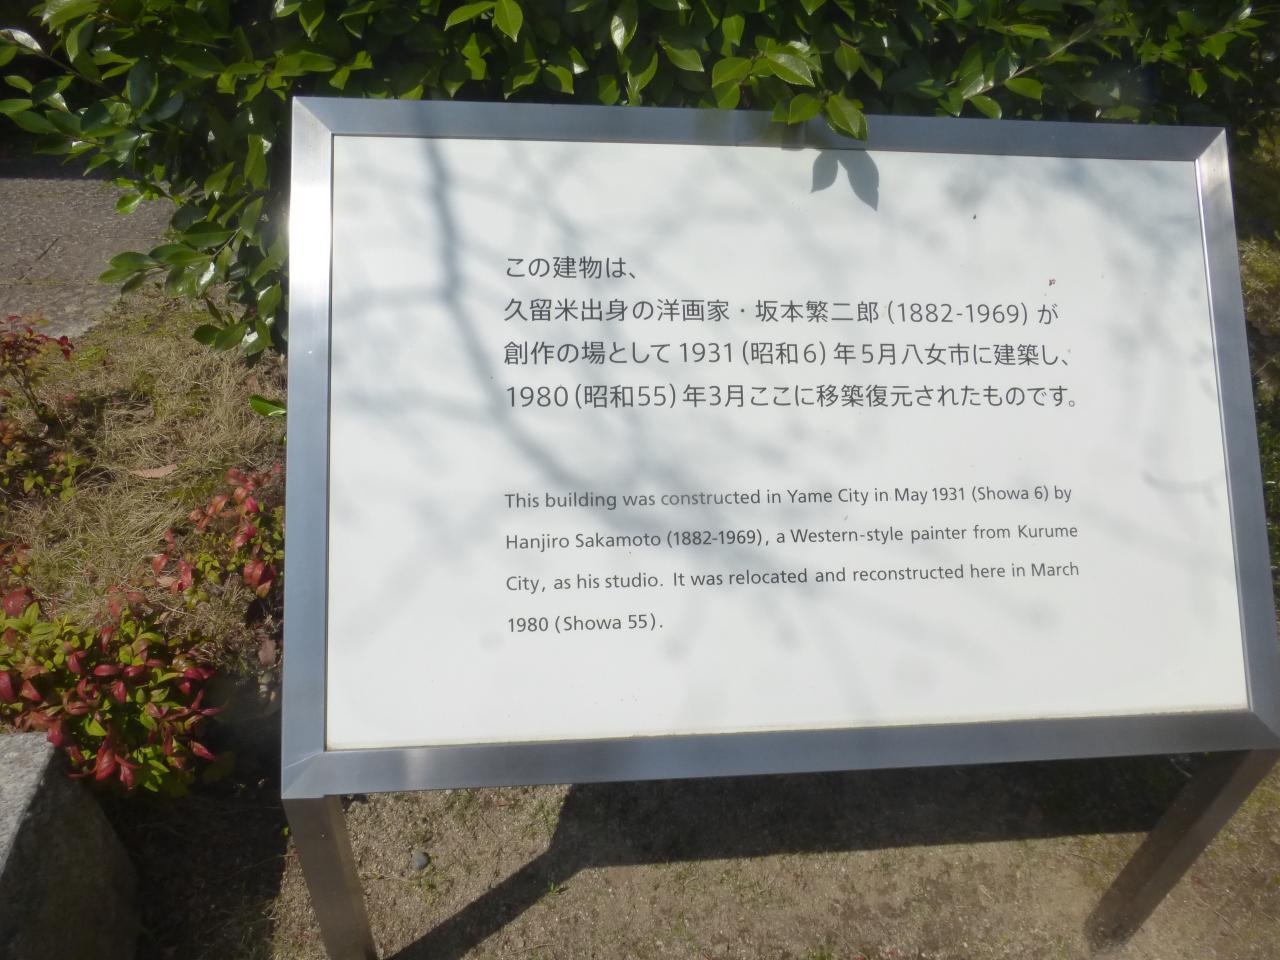 この建物は、
久留米出身の洋画家・坂本繁二郎(1882-1969)が
創作の場として1931(昭和6)年5月八女市に建築し、
1980(昭和55)年3月ここに移築復元されたものです。
This building was constructed in Yame City in May 1931 (Showa 6) by
Hanjiro Sakamoto (1882-1969), a Western-style painter from Kurume
City, as his studio. It was relocated and reconstructed here in March
1980 (Showa 55).